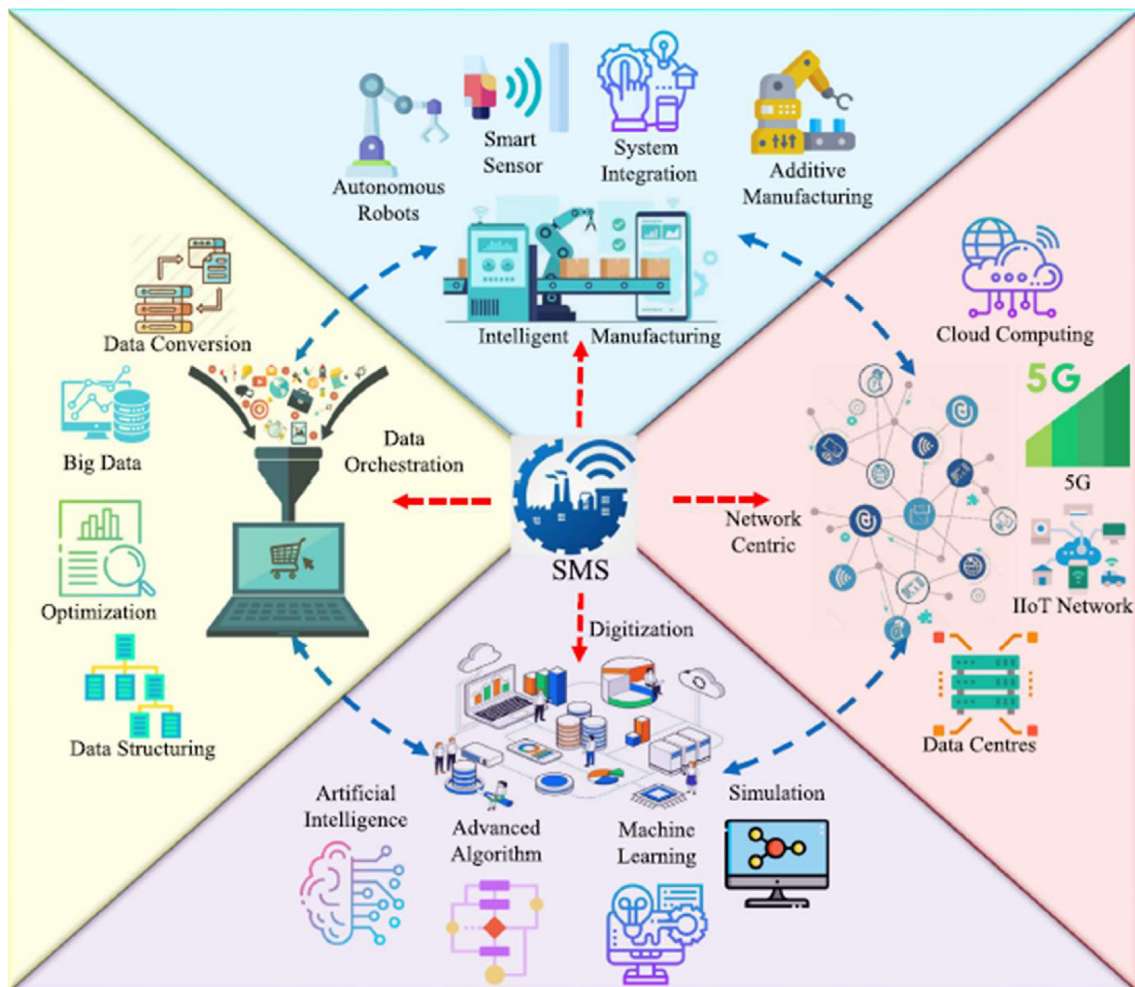 Smart
Sensor
System
Integration
Autonomous
Robots
Additive
Manufacturing
Intelligent Manufacturing
Data Conversion
Big Data
Data
Orchestration
Optimization
Data Structuring
SMS
Cloud Computing
5G
5G
Network
Centric
IIoT Network
Data Centres
Digitization
Artificial
Intelligence
Advanced
Algorithm
Machine
Learning
Simulation